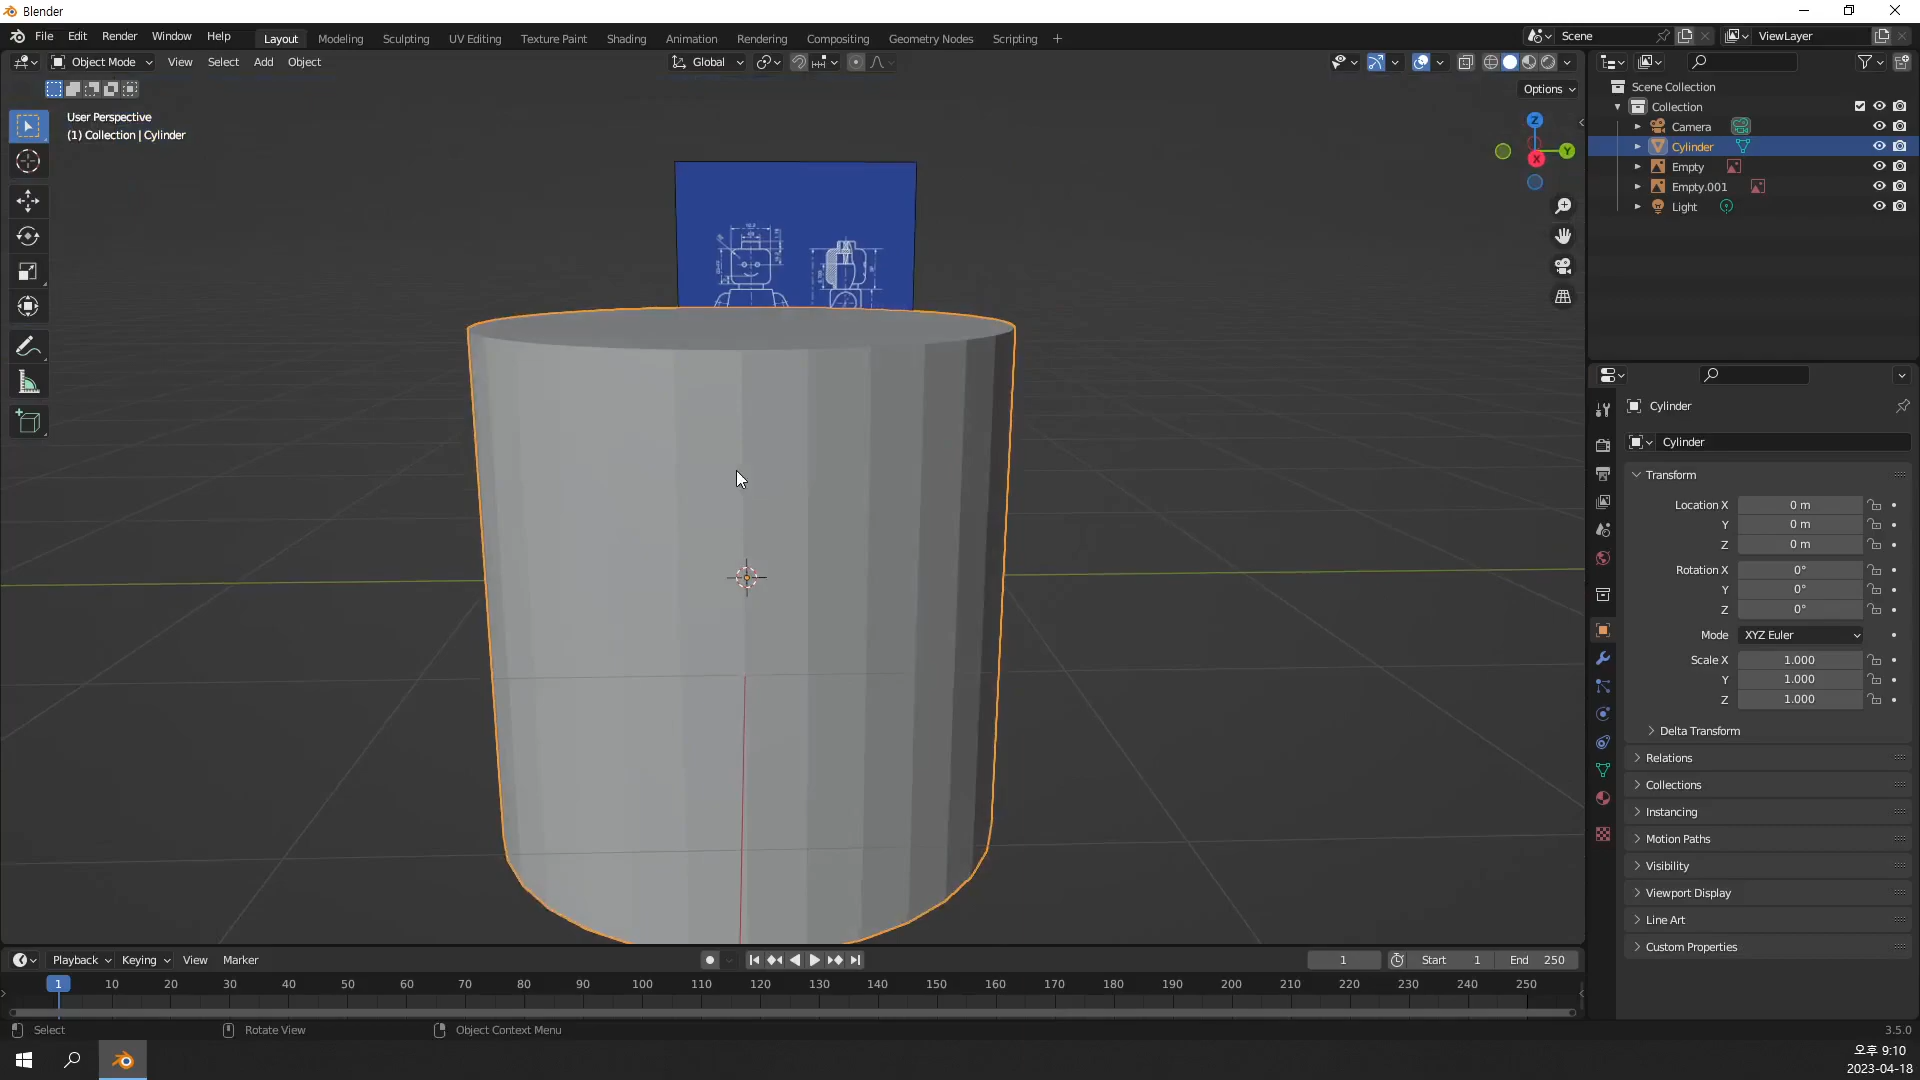 Blender
File Edit Render Window Help Layout Modeling Sculpting UV Editing Texture Paint Shading Animation Rendering Compositing Geometry Nodes Scripting + Scene ViewLayer
Object Mode View Select Add Object Global
Options
User Perspective
(1) Collection | Cylinder
Z
Y
X
Scene Collection
Collection
Camera
Cylinder
Empty
Empty.001
Light
Cylinder
Cylinder
Transform
Location X 0 m
Y 0 m
Z 0 m
Rotation X 0°
Y 0°
Z 0°
Mode XYZ Euler
Scale X 1.000
Y 1.000
Z 1.000
Delta Transform
Relations
Collections
Instancing
Motion Paths
Visibility
Viewport Display
Line Art
Custom Properties
Playback Keying View Marker 1 Start 1 End 250
1 10 20 30 40 50 60 70 80 90 100 110 120 130 140 150 160 170 180 190 200 210 220 230 240 250
Select Rotate View Object Context Menu 3.5.0
오후 9:10
2023-04-18